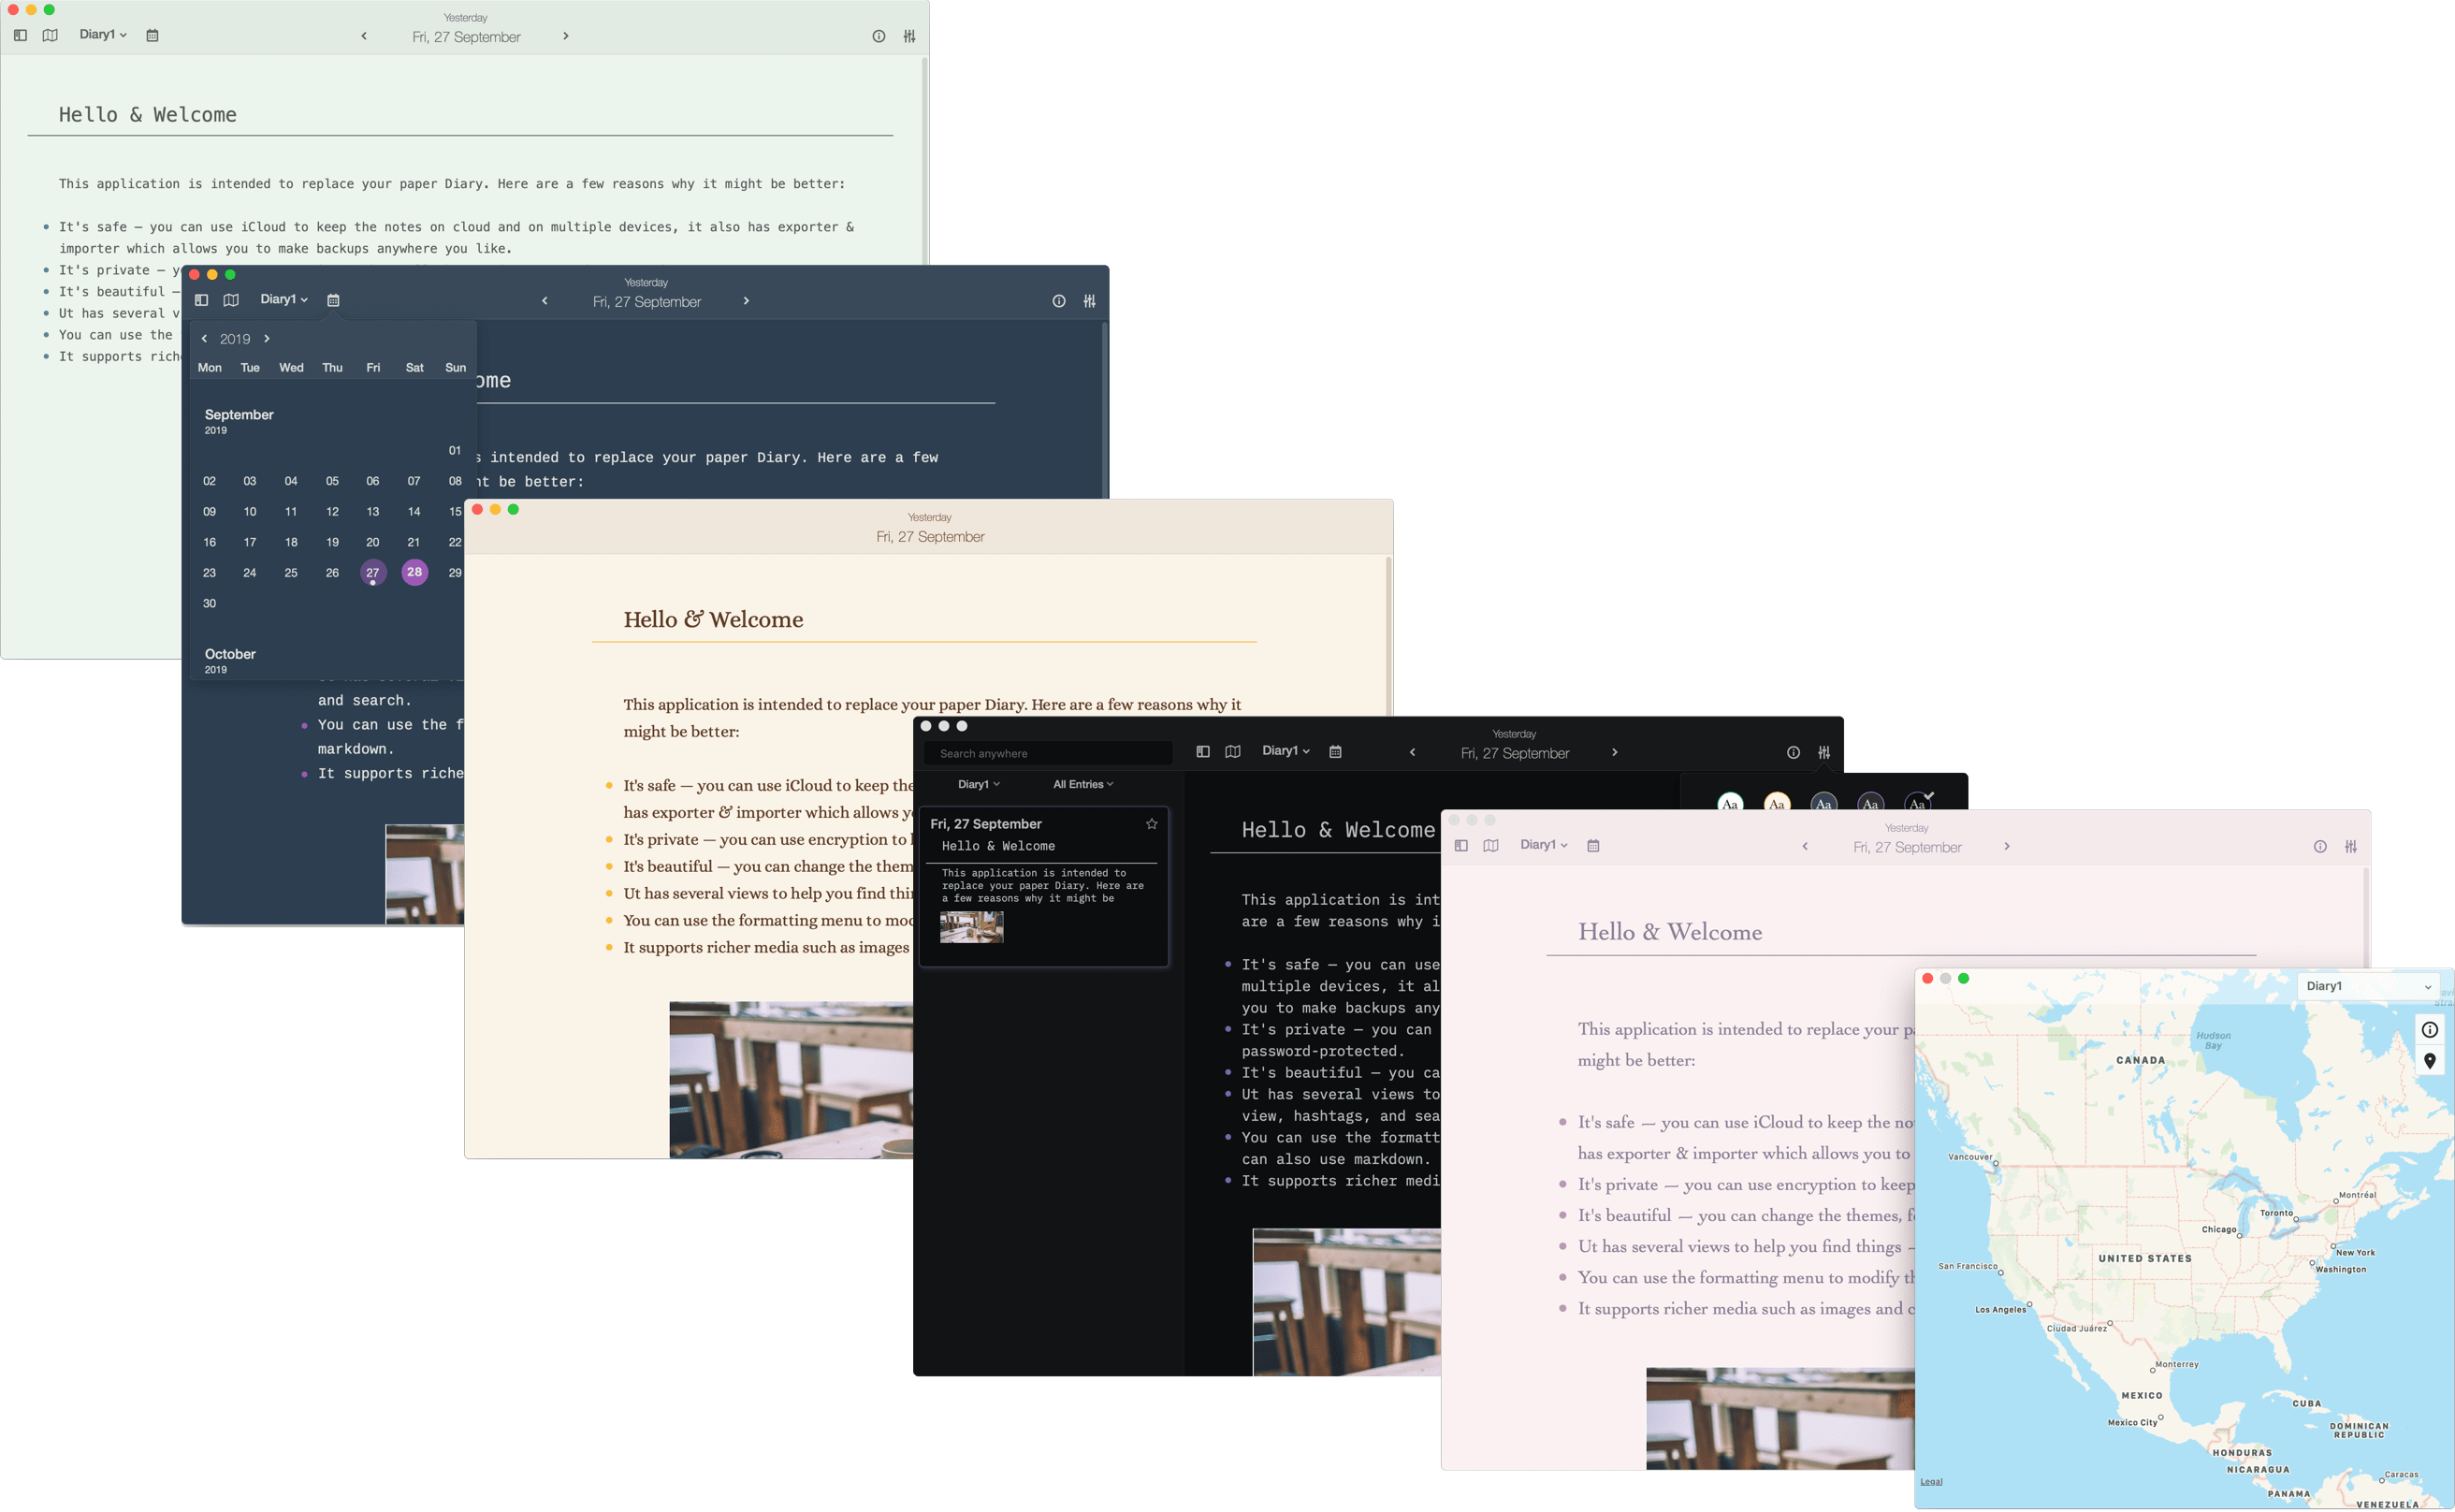 Yesterday
Diary1
Fri, 27 September
Hello & Welcome
This application is intended to replace your paper Diary. Here are a few reasons why it might be better:
It's safe — you can use iCloud to keep the notes on cloud and on multiple devices, it also has exporter &
importer which allows you to make backups anywhere you like.
It's private — y
It's beautiful —
Ut has several v
You can use the
It supports rich
Yesterday
Diary1
Fri, 27 September
2019
Mon Tue Wed Thu Fri Sat Sun
September
2019
01
02 03 04 05 06 07 08
09 10 11 12 13 14 15
16 17 18 19 20 21 22
23 24 25 26 27 28 29
30
October
2019
ome
s intended to replace your paper Diary. Here are a few
ht be better:
and search.
You can use the f
markdown.
It supports riche
Yesterday
Fri, 27 September
Hello & Welcome
This application is intended to replace your paper Diary. Here are a few reasons why it
might be better:
It's safe — you can use iCloud to keep the
has exporter & importer which allows y
It's private — you can use encryption to
It's beautiful — you can change the them
Ut has several views to help you find thi
You can use the formatting menu to mod
It supports richer media such as images
Search anywhere
Diary1
Yesterday
Fri, 27 September
Diary1
All Entries
Fri, 27 September
Hello & Welcome
This application is intended to
replace your paper Diary. Here are
a few reasons why it might be
Aa Aa Aa Aa Aa
Hello & Welcome
This application is int
are a few reasons why i
It's safe — you can use
multiple devices, it al
you to make backups any
It's private — you can
password-protected.
It's beautiful — you ca
Ut has several views to
view, hashtags, and sea
You can use the formatt
can also use markdown.
It supports richer medi
Yesterday
Diary1
Fri, 27 September
Hello & Welcome
This application is intended to replace your p
might be better:
It's safe — you can use iCloud to keep the no
has exporter & importer which allows you to
It's private — you can use encryption to keep
It's beautiful — you can change the themes, f
Ut has several views to help you find things —
You can use the formatting menu to modify th
It supports richer media such as images and c
Diary1
Hudson
Bay
CANADA
Vancouver
Montréal
Toronto
Chicago
New York
UNITED STATES
San Francisco
Washington
Los Angeles
Ciudad Juárez
Monterrey
MEXICO
CUBA
Mexico City
DOMINICAN
REPUBLIC
HONDURAS
NICARAGUA
Caracas
Legal
PANAMA
VENEZUELA